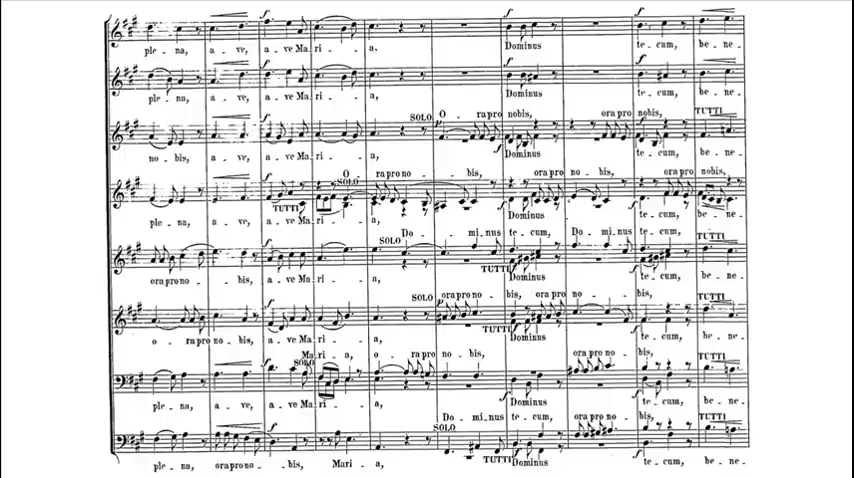 ple - na, a - ve, a - ve Ma - ri - a, Dominus te - cum, be - ne -
ple - na, a - ve, a - ve Ma - ri - a, Dominus te - cum, be - ne -
SOLO O - ra pro nobis, ora pro nobis, TUTTI
no - bis, a - ve, a - ve Ma - ri - a, Dominus te - cum, be - ne -
SOLO O - ra pro no - bis, ora pro no - bis, ora pro nobis, TUTTI
TUTTI
ple - na, a - ve, a - ve Ma - ri - a, Dominus te - cum, be - ne -
SOLO Do - mi - nus te - cum, Do - mi - nus te - cum, TUTTI
TUTTI
ora pro no - bis, a - ve Ma - ri - a, Dominus te - cum, be - ne -
SOLO ora pro no - bis, ora pro no - bis, TUTTI
TUTTI
o - ra pro no - bis, a - ve Ma - ri - a, Dominus te - cum, be - ne -
SOLO Ma - ri - a, o - ra pro no - bis, ora pro no - bis, TUTTI
ple - na, a - ve, a - ve Ma - ri - a, Dominus te - cum, be - ne -
SOLO Do - mi - nus te - cum, ora pro no - bis, TUTTI
TUTTI
ple - na, ora pro no - bis, Mari - a, Dominus te - cum, be - ne -